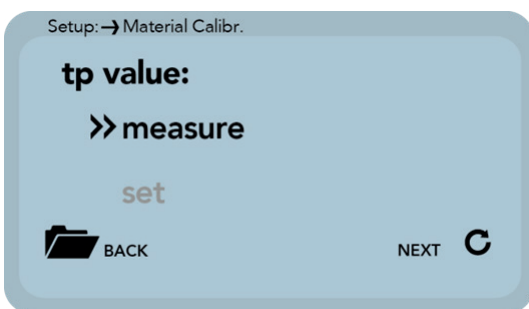 Setup:→Material Calibr.
tp value:
>> measure
set
BACK NEXT